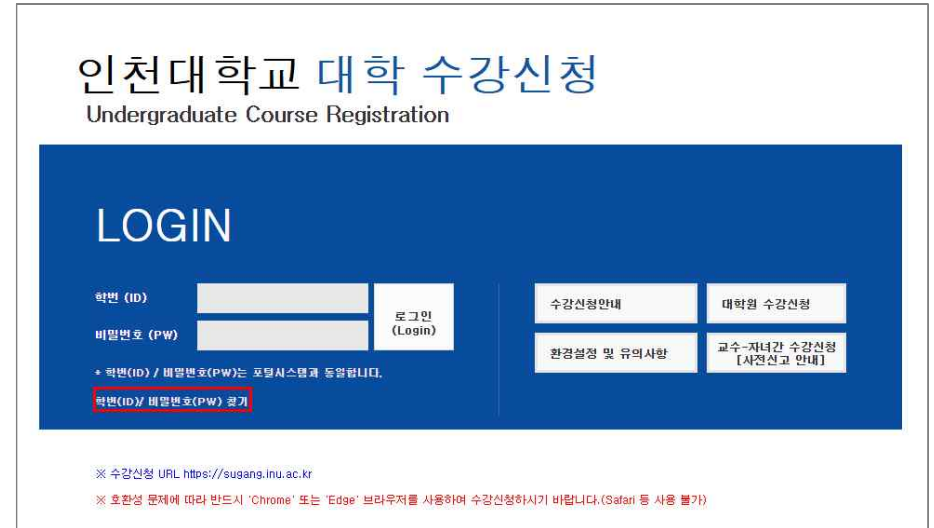 인천대학교 대학 수강신청
Undergraduate Course Registration
LOGIN
학번 (ID)
비밀번호 (PW)
로그인
(Login)
* 학번(ID) / 비밀번호(PW)는 포털시스템과 동일합니다.
학번(ID)/ 비밀번호(PW) 찾기
수강신청안내
대학원 수강신청
환경설정 및 유의사항
교수-자녀간 수강신청
[사전신고 안내]
※ 수강신청 URL https://sugang.inu.ac.kr
※ 호환성 문제에 따라 반드시 'Chrome' 또는 'Edge' 브라우저를 사용하여 수강신청하시기 바랍니다.(Safari 등 사용 불가)